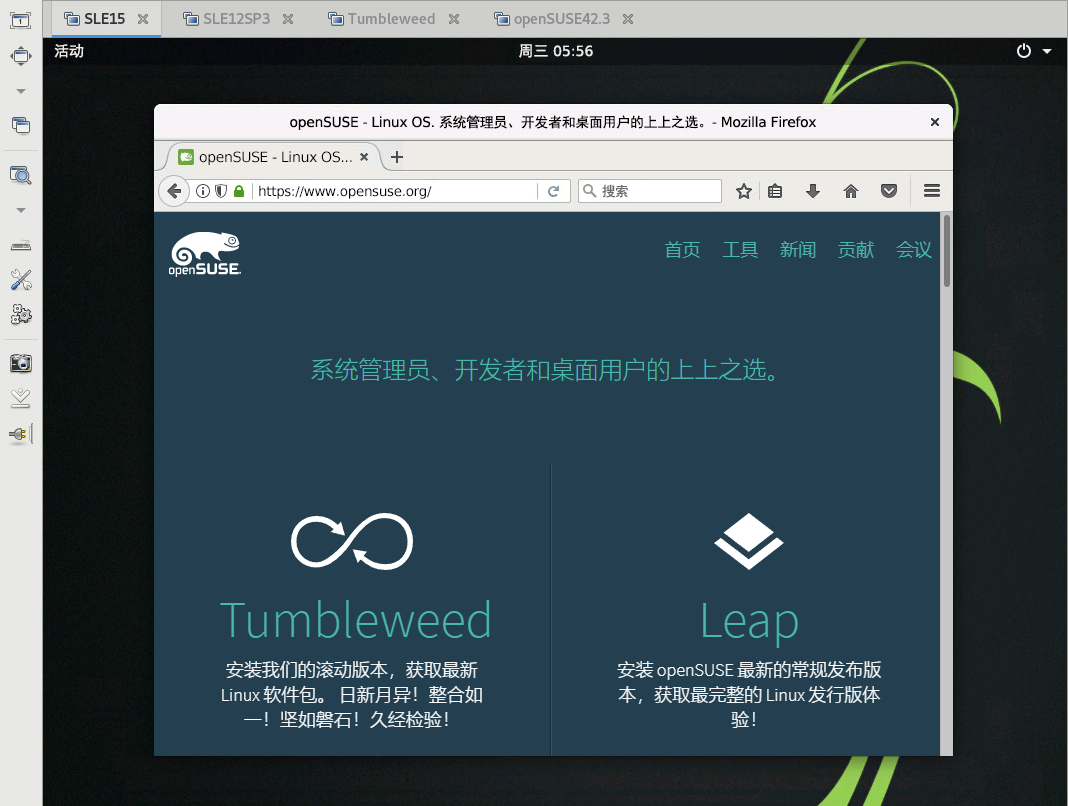 SLE15
SLE12SP3
Tumbleweed
openSUSE42.3
活动
周三 05:56
openSUSE - Linux OS. 系统管理员、开发者和桌面用户的上上之选。- Mozilla Firefox
openSUSE - Linux OS...
https://www.opensuse.org/
搜索
openSUSE.
首页 工具 新闻 贡献 会议
系统管理员、开发者和桌面用户的上上之选。
Tumbleweed
安装我们的滚动版本，获取最新
Linux 软件包。 日新月异！整合如
一！坚如磐石！久经检验！
Leap
安装 openSUSE 最新的常规发布版
本，获取最完整的 Linux 发行版体
验！